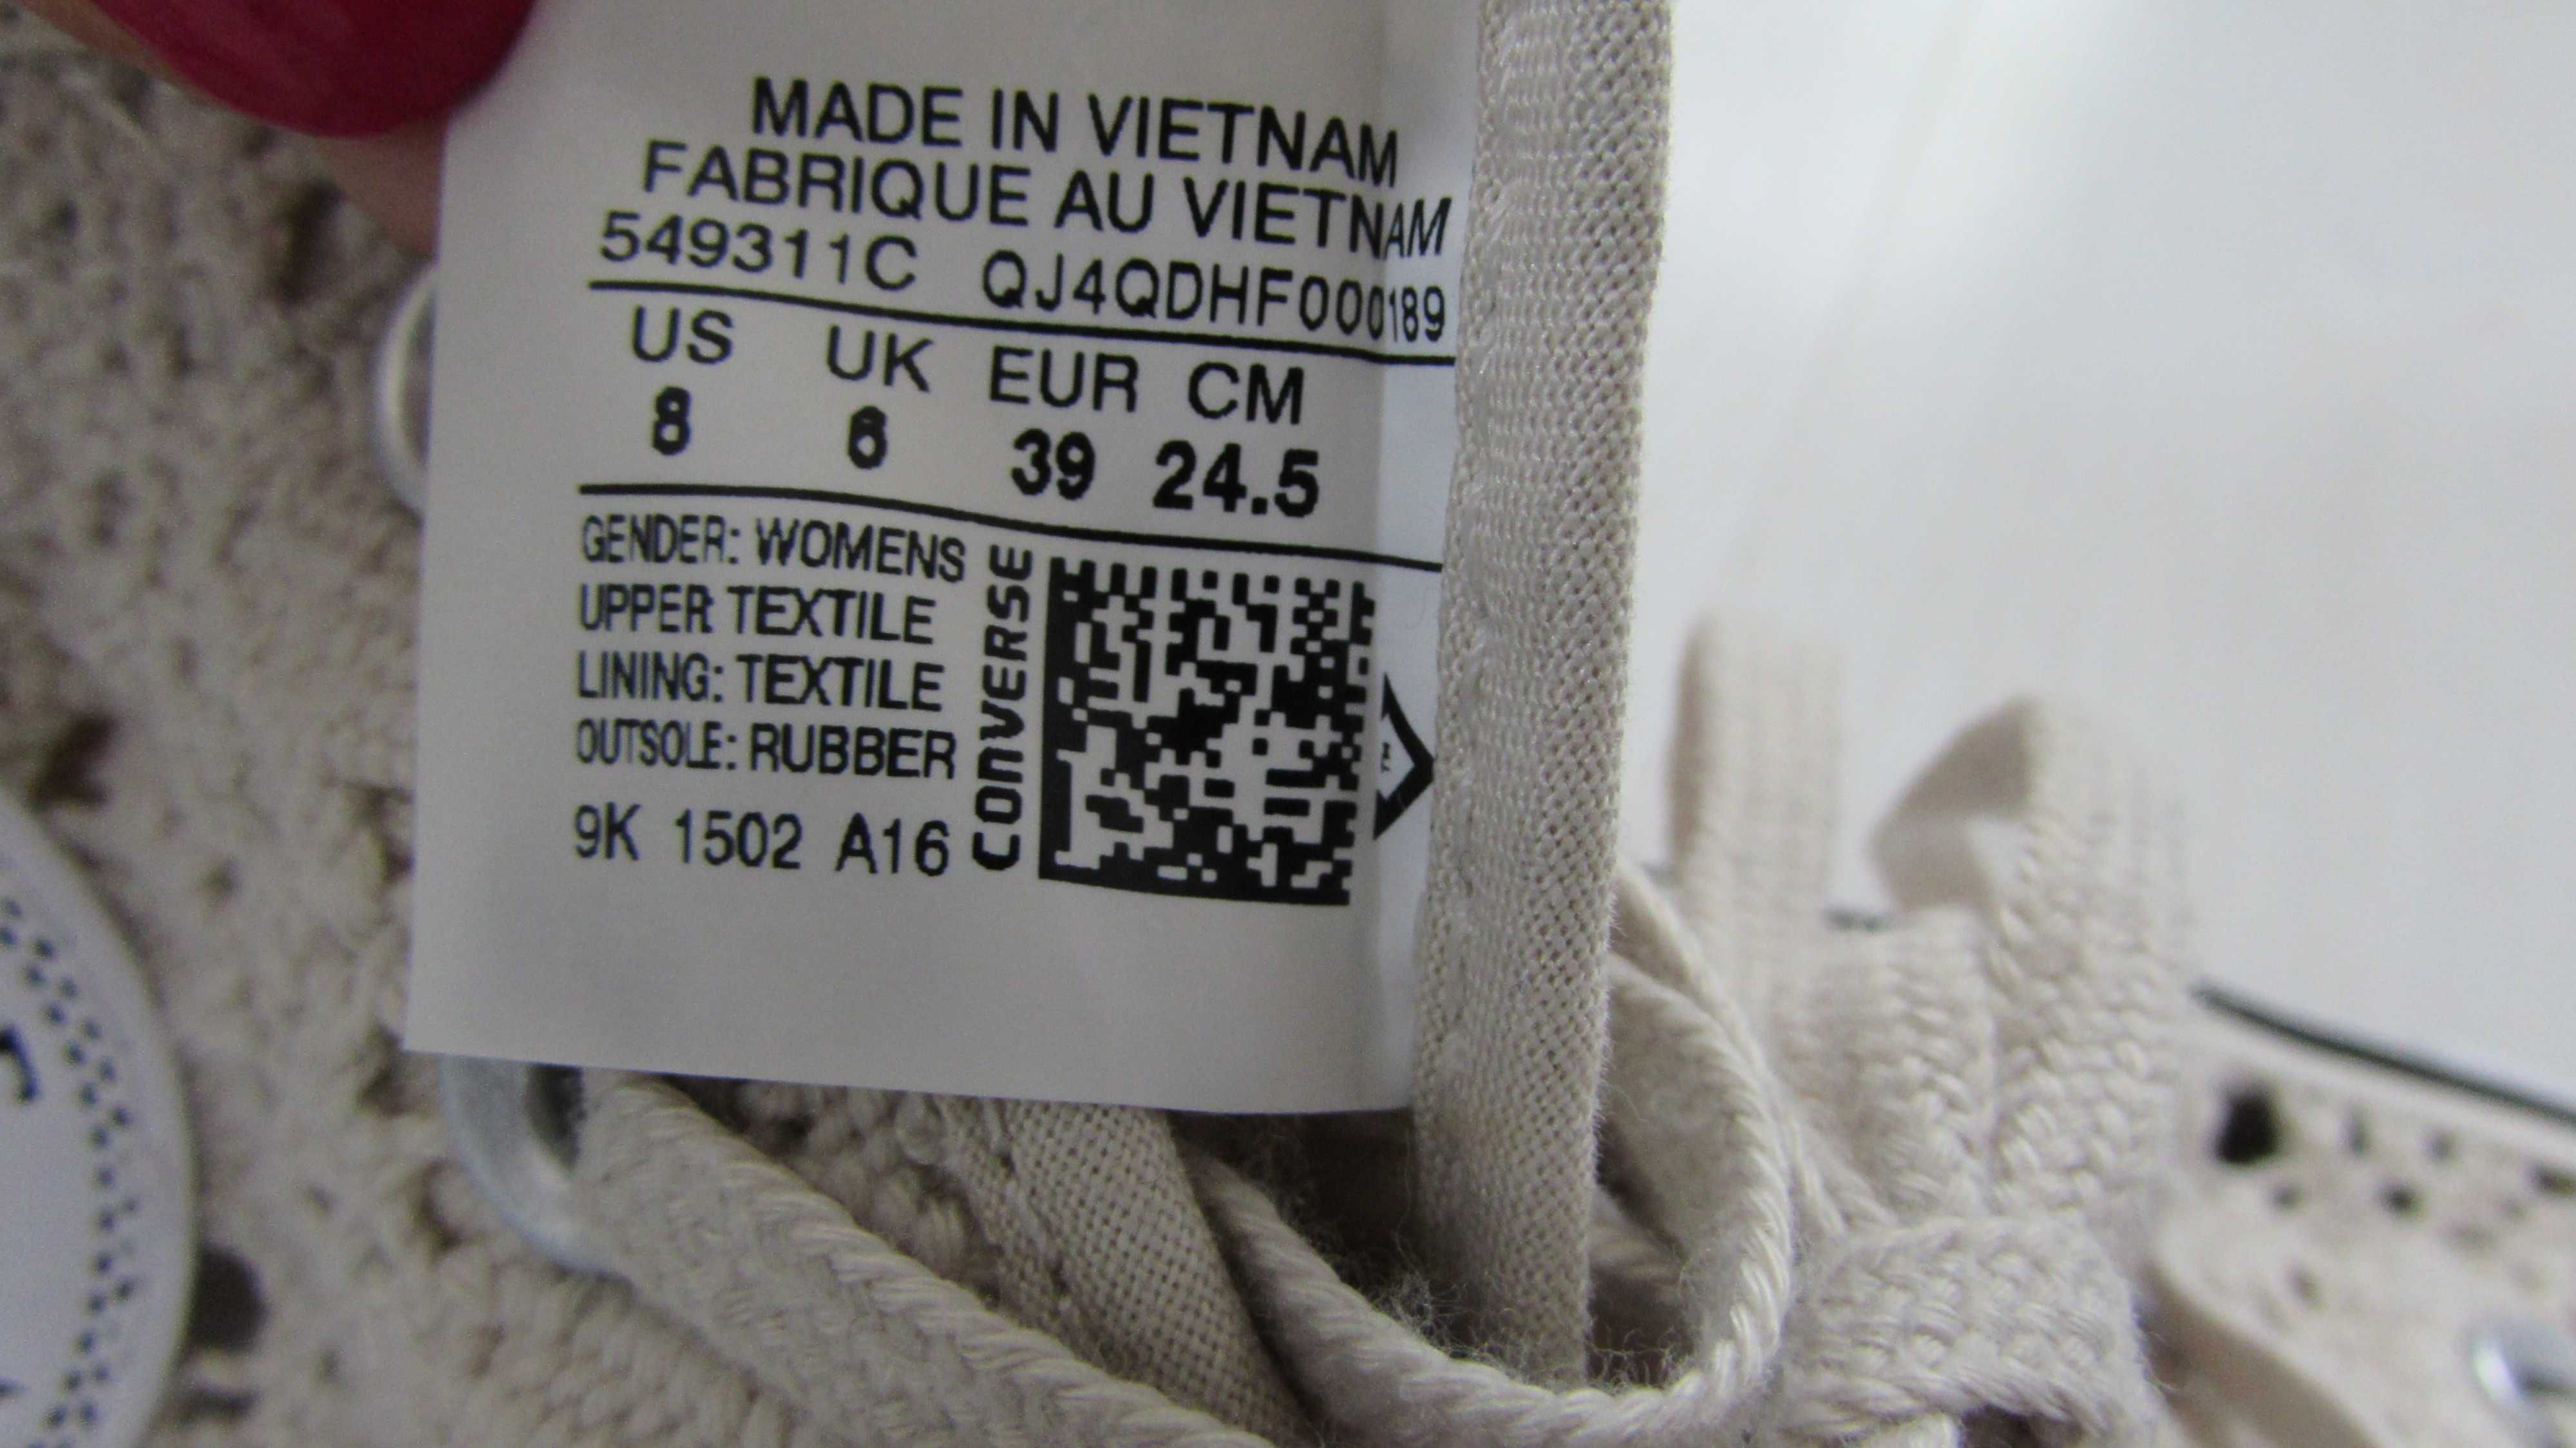 MADE IN VIETNAM
FABRIQUE AU VIETNAM
549311C QJ4QDHF000189
US UK EUR CM
8 6 39 24.5
GENDER: WOMENS
UPPER TEXTILE
LINING: TEXTILE
OUTSOLE: RUBBER
9K 1502 A16
CONVERSE